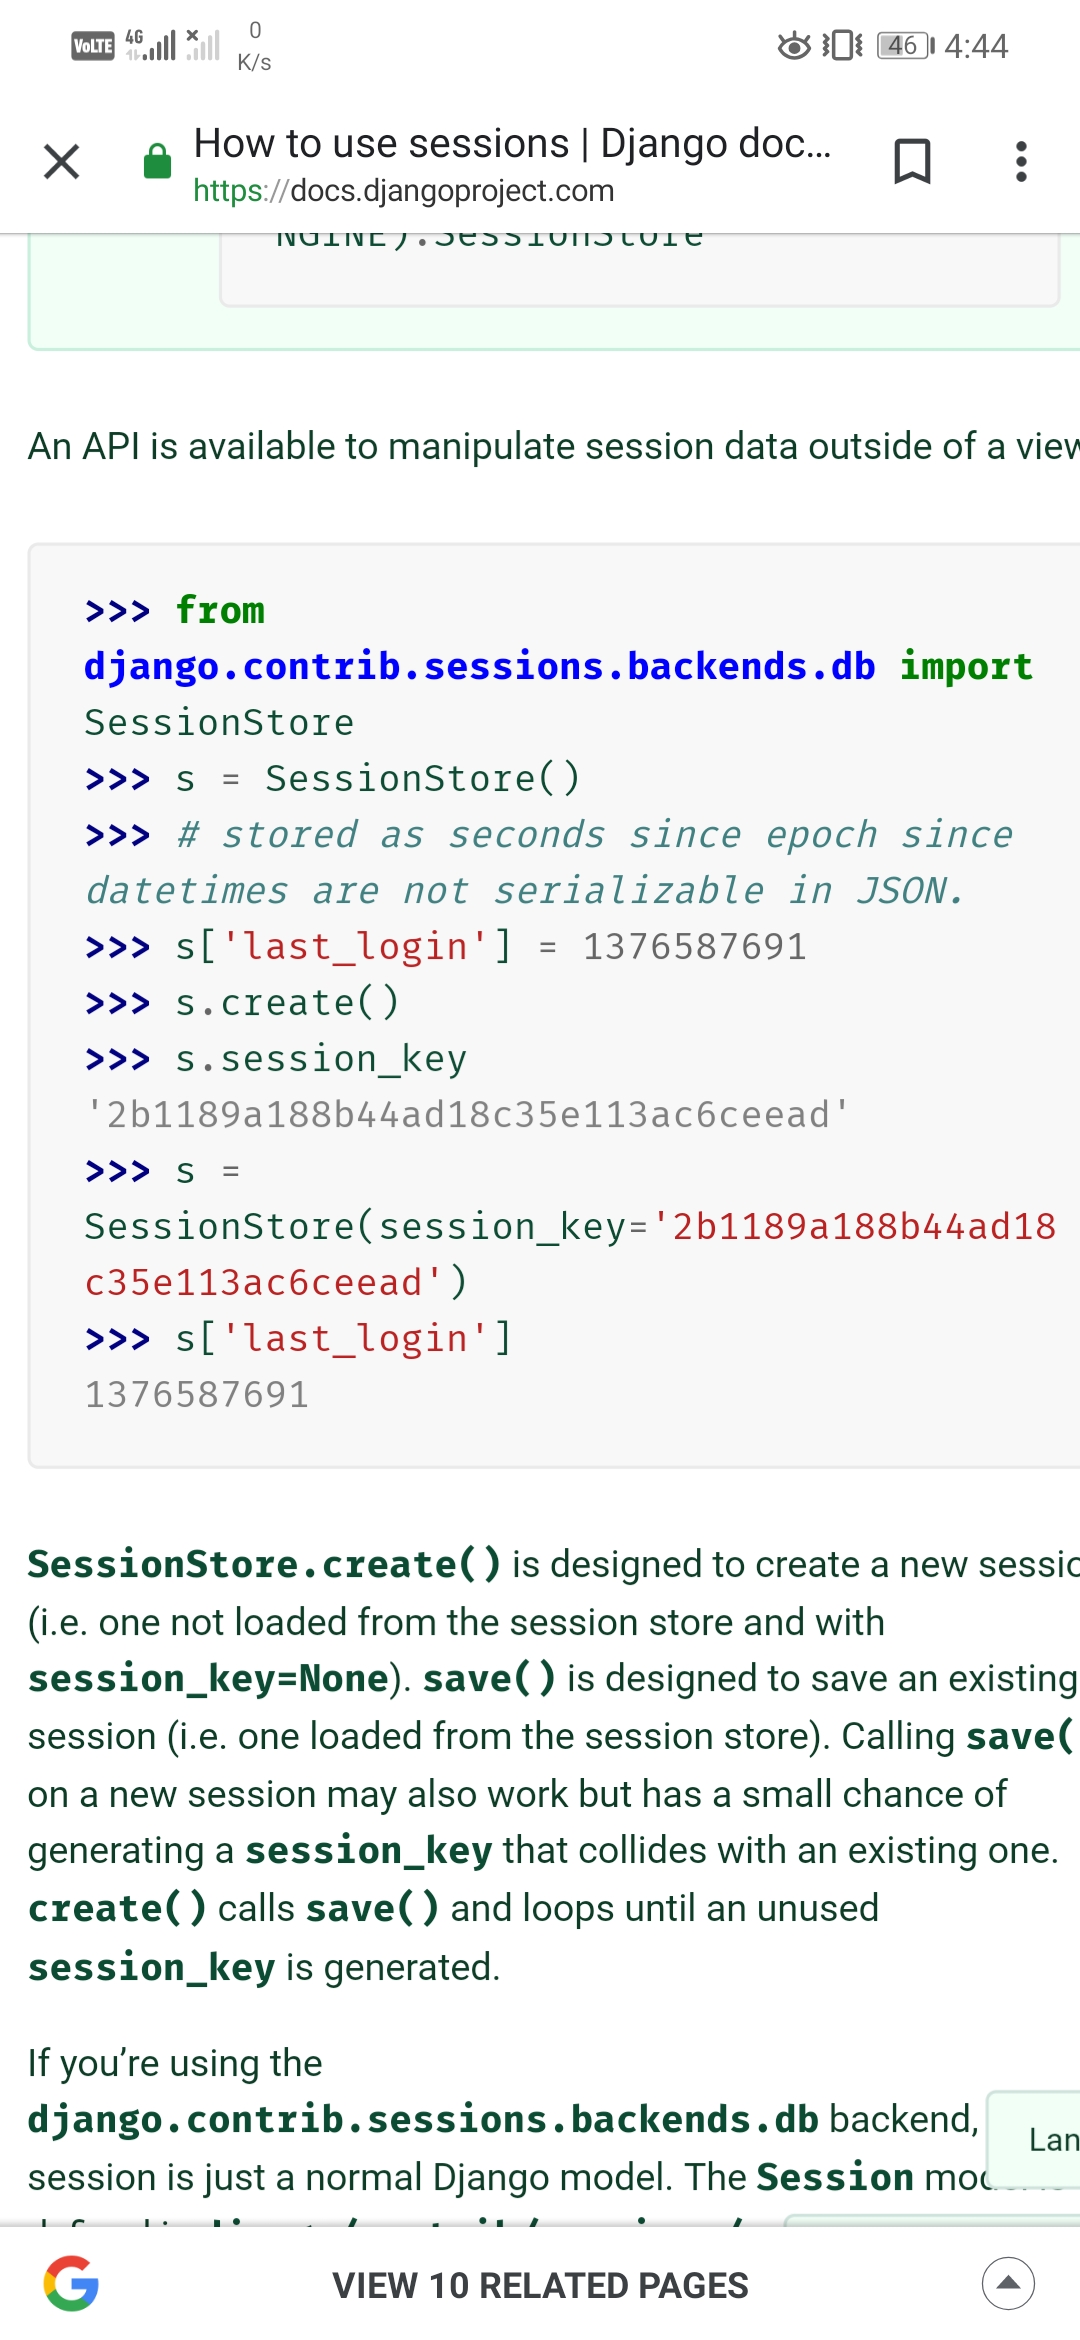 VoLTE 4G 0 K/s 46 4:44
How to use sessions | Django doc...
https://docs.djangoproject.com
NGINE).SessionStore
An API is available to manipulate session data outside of a view
>>> from
django.contrib.sessions.backends.db import
SessionStore
>>> s = SessionStore()
>>> # stored as seconds since epoch since
datetimes are not serializable in JSON.
>>> s['last_login'] = 1376587691
>>> s.create()
>>> s.session_key
'2b1189a188b44ad18c35e113ac6ceead'
>>> s =
SessionStore(session_key='2b1189a188b44ad18
c35e113ac6ceead')
>>> s['last_login']
1376587691
SessionStore.create() is designed to create a new sessio
(i.e. one not loaded from the session store and with
session_key=None). save() is designed to save an existing
session (i.e. one loaded from the session store). Calling save(
on a new session may also work but has a small chance of
generating a session_key that collides with an existing one.
create() calls save() and loops until an unused
session_key is generated.
If you’re using the
django.contrib.sessions.backends.db backend,
Lan
session is just a normal Django model. The Session mod
VIEW 10 RELATED PAGES